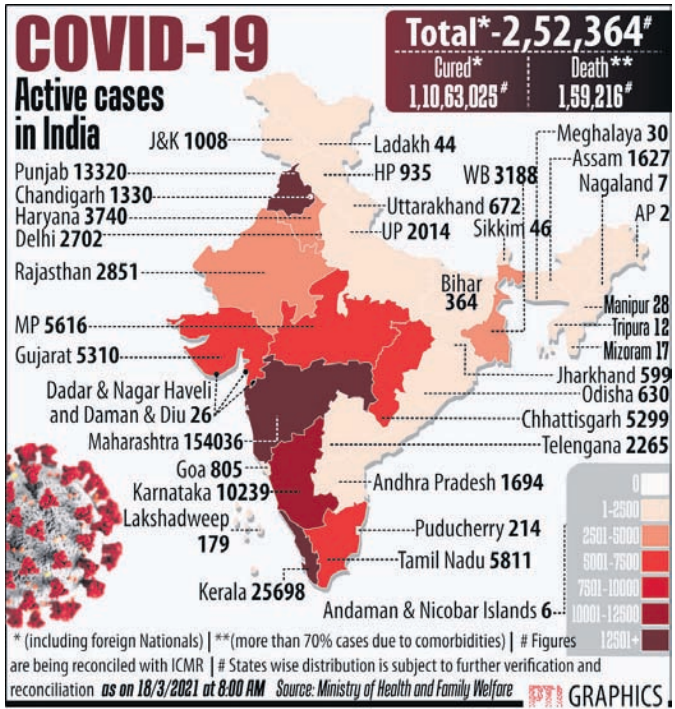 COVID-19
Active cases
in India
Total*-2,52,364#
Cured*
1,10,63,025#
Death**
1,59,216#
J&K 1008
Ladakh 44
Meghalaya 30
Assam 1627
Punjab 13320
HP 935
WB 3188
Nagaland 7
Chandigarh 1330
Uttarakhand 672
AP 2
Haryana 3740
UP 2014
Sikkim 46
Delhi 2702
Rajasthan 2851
Bihar
364
Manipur 28
MP 5616
Tripura 12
Gujarat 5310
Mizoram 17
Jharkhand 599
Dadar & Nagar Haveli
and Daman & Diu 26
Odisha 630
Chhattisgarh 5299
Maharashtra 154036
Telengana 2265
Goa 805
Andhra Pradesh 1694
Karnataka 10239
Lakshadweep
179
Puducherry 214
Tamil Nadu 5811
Kerala 25698
Andaman & Nicobar Islands 6
0
1-2500
2501-5000
5001-7500
7501-10000
10001-12500
12501+
* (including foreign Nationals) | **(more than 70% cases due to comorbidities) | # Figures
are being reconciled with ICMR | # States wise distribution is subject to further verification and
reconciliation as on 18/3/2021 at 8:00 AM Source: Ministry of Health and Family Welfare
PTI GRAPHICS